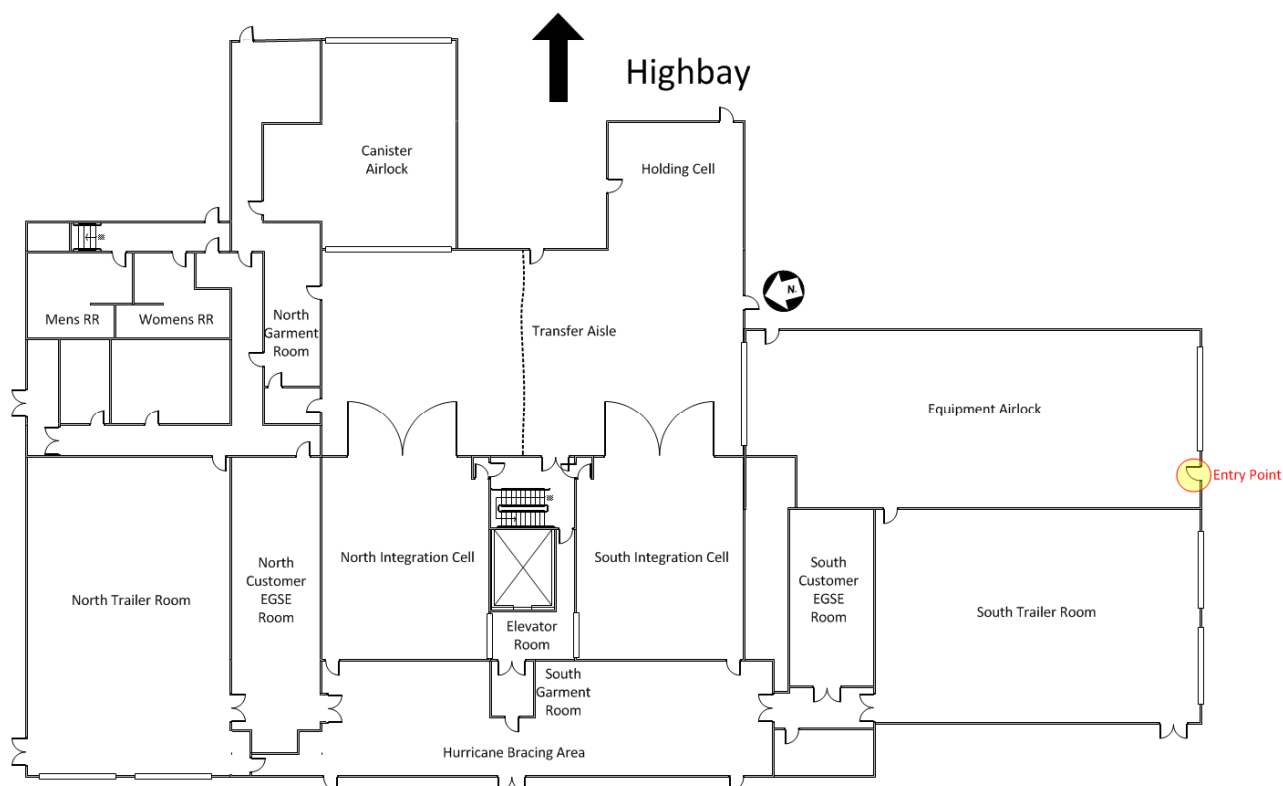 Highbay
Canister
Airlock
Holding Cell
N.
Mens RR
Womens RR
North
Garment
Room
Transfer Aisle
Equipment Airlock
Entry Point
North Integration Cell
South Integration Cell
North
Customer
EGSE
Room
South
Customer
EGSE
Room
North Trailer Room
South Trailer Room
Elevator
Room
South
Garment
Room
Hurricane Bracing Area